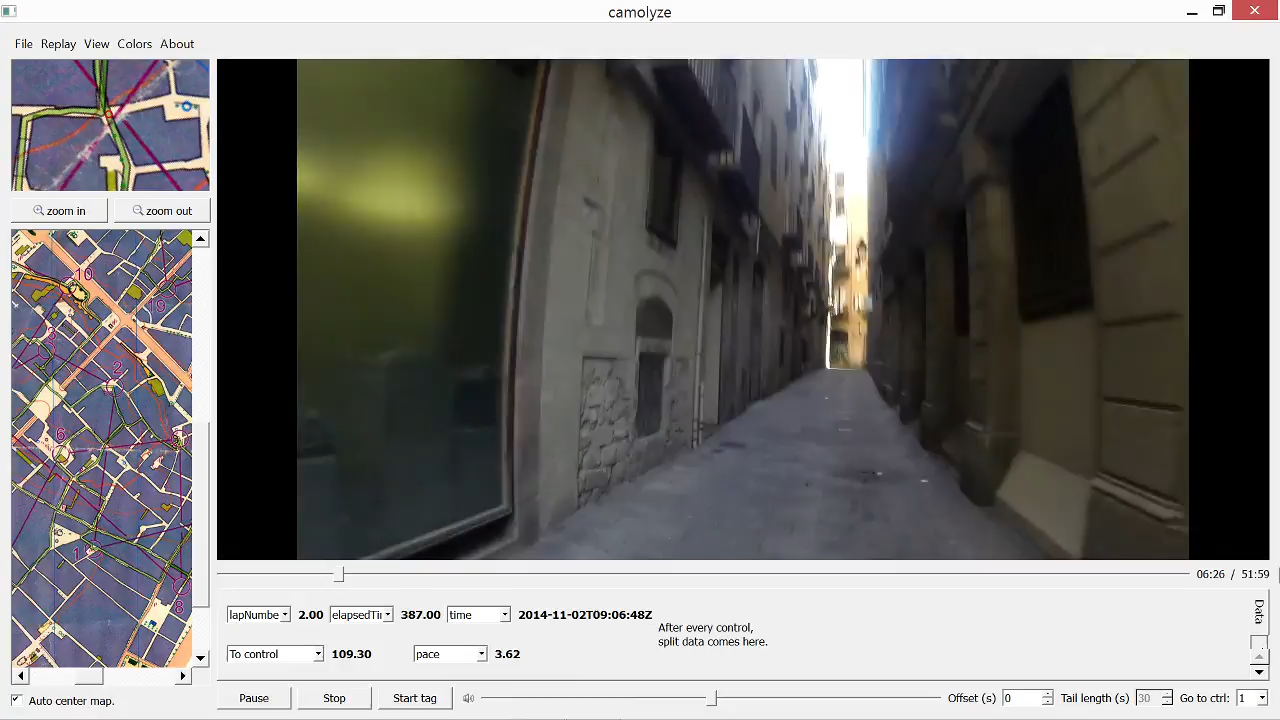 camolyze
File Replay View Colors About
zoom in zoom out
10
9
3
2
6
1
8
06:26 / 51:59
lapNumbe 2.00 elapsedTii 387.00 time 2014-11-02T09:06:48Z
After every control,
split data comes here.
To control 109.30 pace 3.62
Data
Auto center map.
Pause Stop Start tag Offset (s) 0 Tail length (s) 30 Go to ctrl: 1